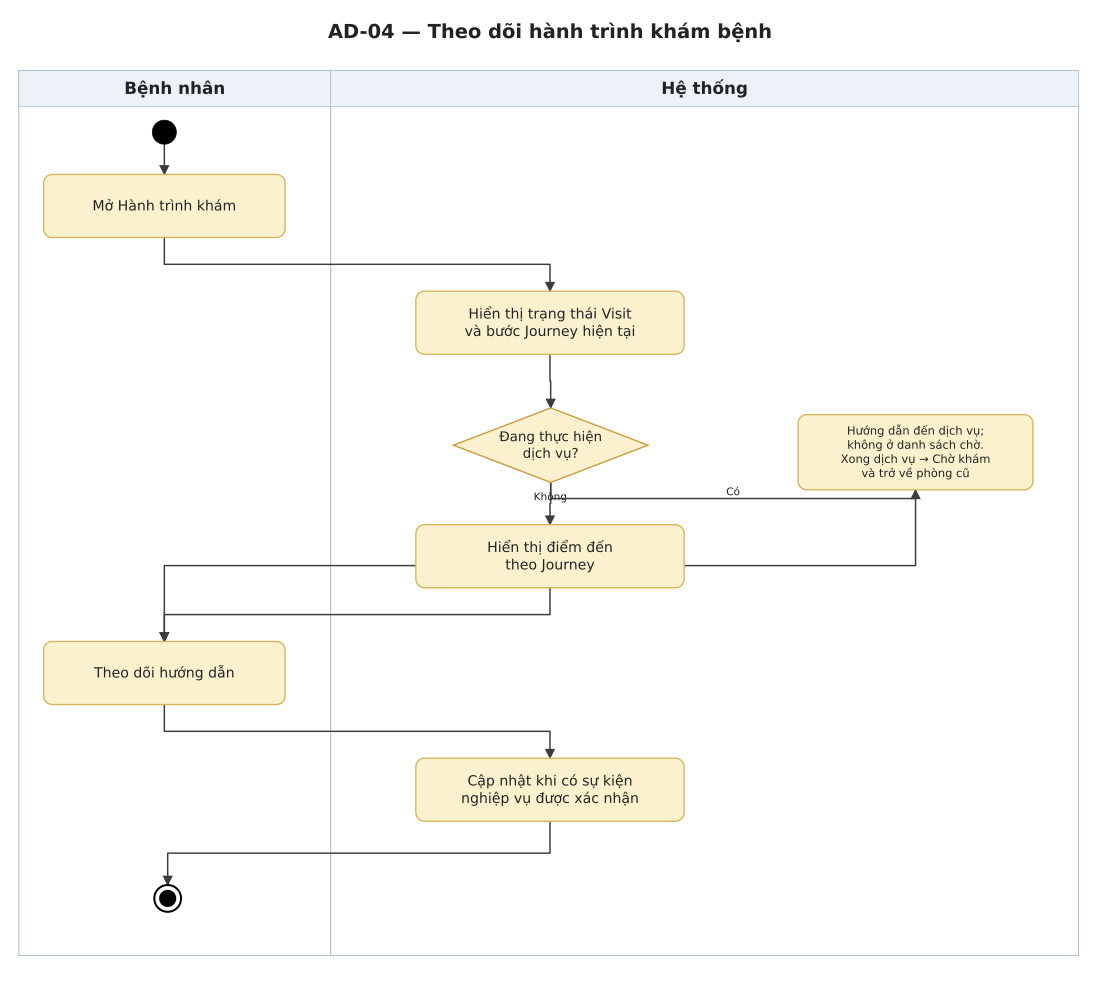 AD-04 — Theo dõi hành trình khám bệnh
Bệnh nhân
Hệ thống
Mở Hành trình khám
Hiển thị trạng thái Visit
và bước Journey hiện tại
Đang thực hiện
dịch vụ?
Hướng dẫn đến dịch vụ;
không ở danh sách chờ.
Xong dịch vụ → Chờ khám
và trở về phòng cũ
Có
Không
Hiển thị điểm đến
theo Journey
Theo dõi hướng dẫn
Cập nhật khi có sự kiện
nghiệp vụ được xác nhận